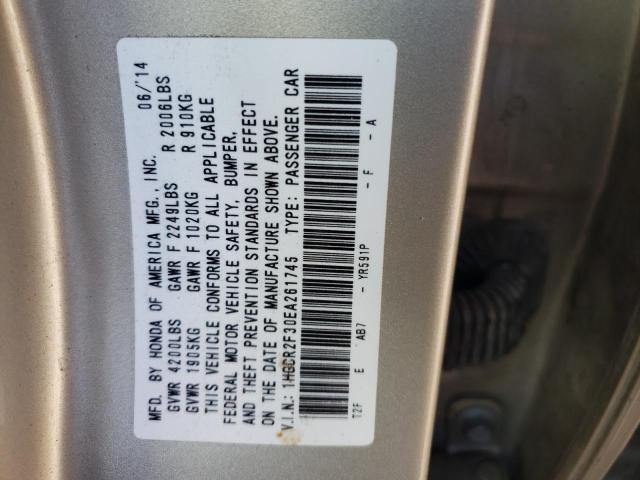 MFD. BY HONDA OF AMERICA MFG., INC. 06/'14
GVWR 4200LBS GAWR F 2249LBS R 2006LBS
GVWR 1905KG GAWR F 1020KG R 910KG
THIS VEHICLE CONFORMS TO ALL APPLICABLE
FEDERAL MOTOR VEHICLE SAFETY, BUMPER,
AND THEFT PREVENTION STANDARDS IN EFFECT
ON THE DATE OF MANUFACTURE SHOWN ABOVE.
V.I.N.: 1HGCR2F30EA261745 TYPE: PASSENGER CAR
T2F E AB7 - YR591P - F - A